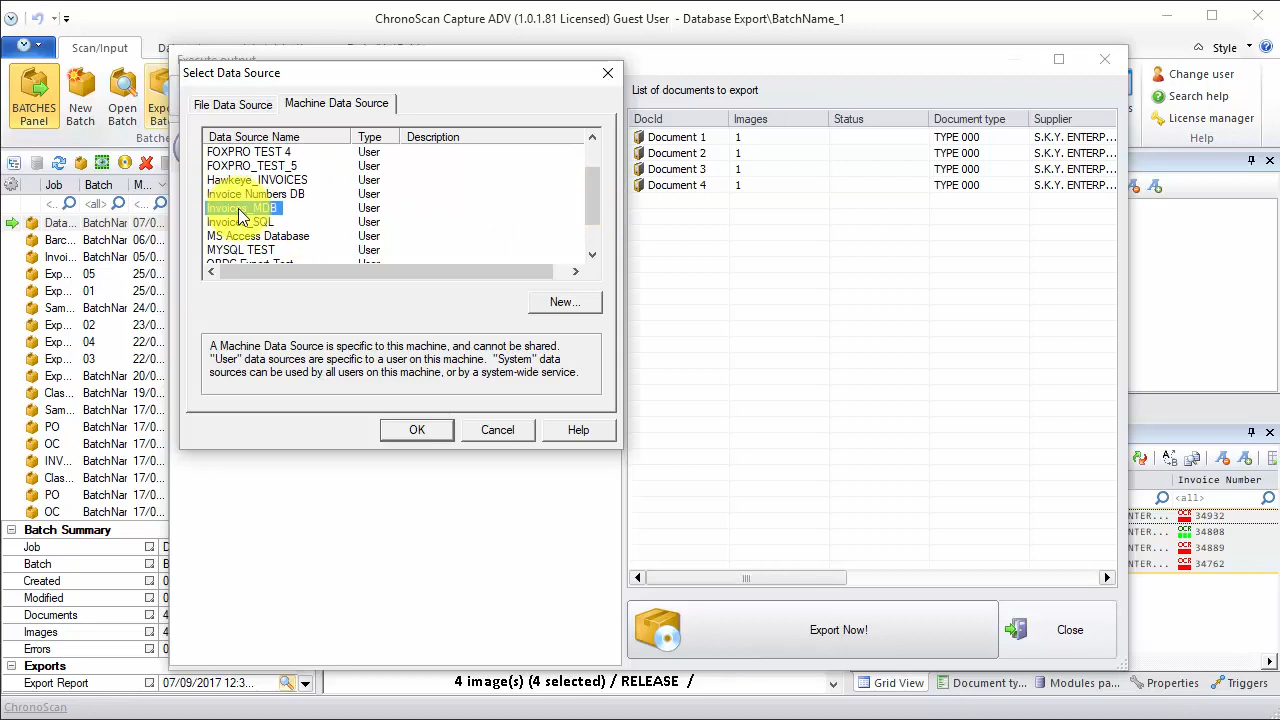 ChronoScan Capture ADV (1.0.1.81 Licensed) Guest User - Database Export\BatchName_1
Scan/Input
Style
BATCHES Panel
New Batch
Open Batch
Change user
Search help
License manager
Help
Select Data Source
File Data Source
Machine Data Source
Data Source Name Type Description
FOXPRO TEST 4 User
FOXPRO_TEST_5 User
Hawkeye_INVOICES User
Invoice Numbers DB User
Invoices_MDB User
Invoices_SQL User
MS Access Database User
MYSQL TEST User
ODBC Export Test User
New...
A Machine Data Source is specific to this machine, and cannot be shared.
"User" data sources are specific to a user on this machine. "System" data
sources can be used by all users on this machine, or by a system-wide service.
OK Cancel Help
List of documents to export
DocId Images Status Document type Supplier
Document 1 1 TYPE 000 S.K.Y. ENTERP...
Document 2 1 TYPE 000 S.K.Y. ENTERP...
Document 3 1 TYPE 000 S.K.Y. ENTERP...
Document 4 1 TYPE 000 S.K.Y. ENTERP...
Export Now!
Close
Job Batch M...
<... <all> <...
Data... BatchNar 07/0...
Barc... BatchNar 06/0...
Invoi... BatchNar 05/0...
Exp... 05 25/0...
Exp... 01 25/0...
Sam... BatchNar 24/0...
Exp... 02 23/0...
Exp... 04 22/0...
Exp... 03 22/0...
Exp... BatchNar 20/0...
Clas... BatchNar 19/0...
Sam... BatchNar 17/0...
PO BatchNar 17/0...
OC BatchNar 17/0...
INV... BatchNar 17/0...
Clas... BatchNar 17/0...
PO BatchNar 17/0...
OC BatchNar 17/0...
Batch Summary
Job D
Batch B
Created 0
Modified 0
Documents 4
Images 4
Errors 0
Exports
Export Report 07/09/2017 12:3...
Invoice Number
<all>
NTER... OCR 34932
NTER... OCR 34808
NTER... OCR 34889
NTER... OCR 34762
4 image(s) (4 selected) / RELEASE /
Grid View
Document ty...
Modules pa...
Properties
Triggers
ChronoScan